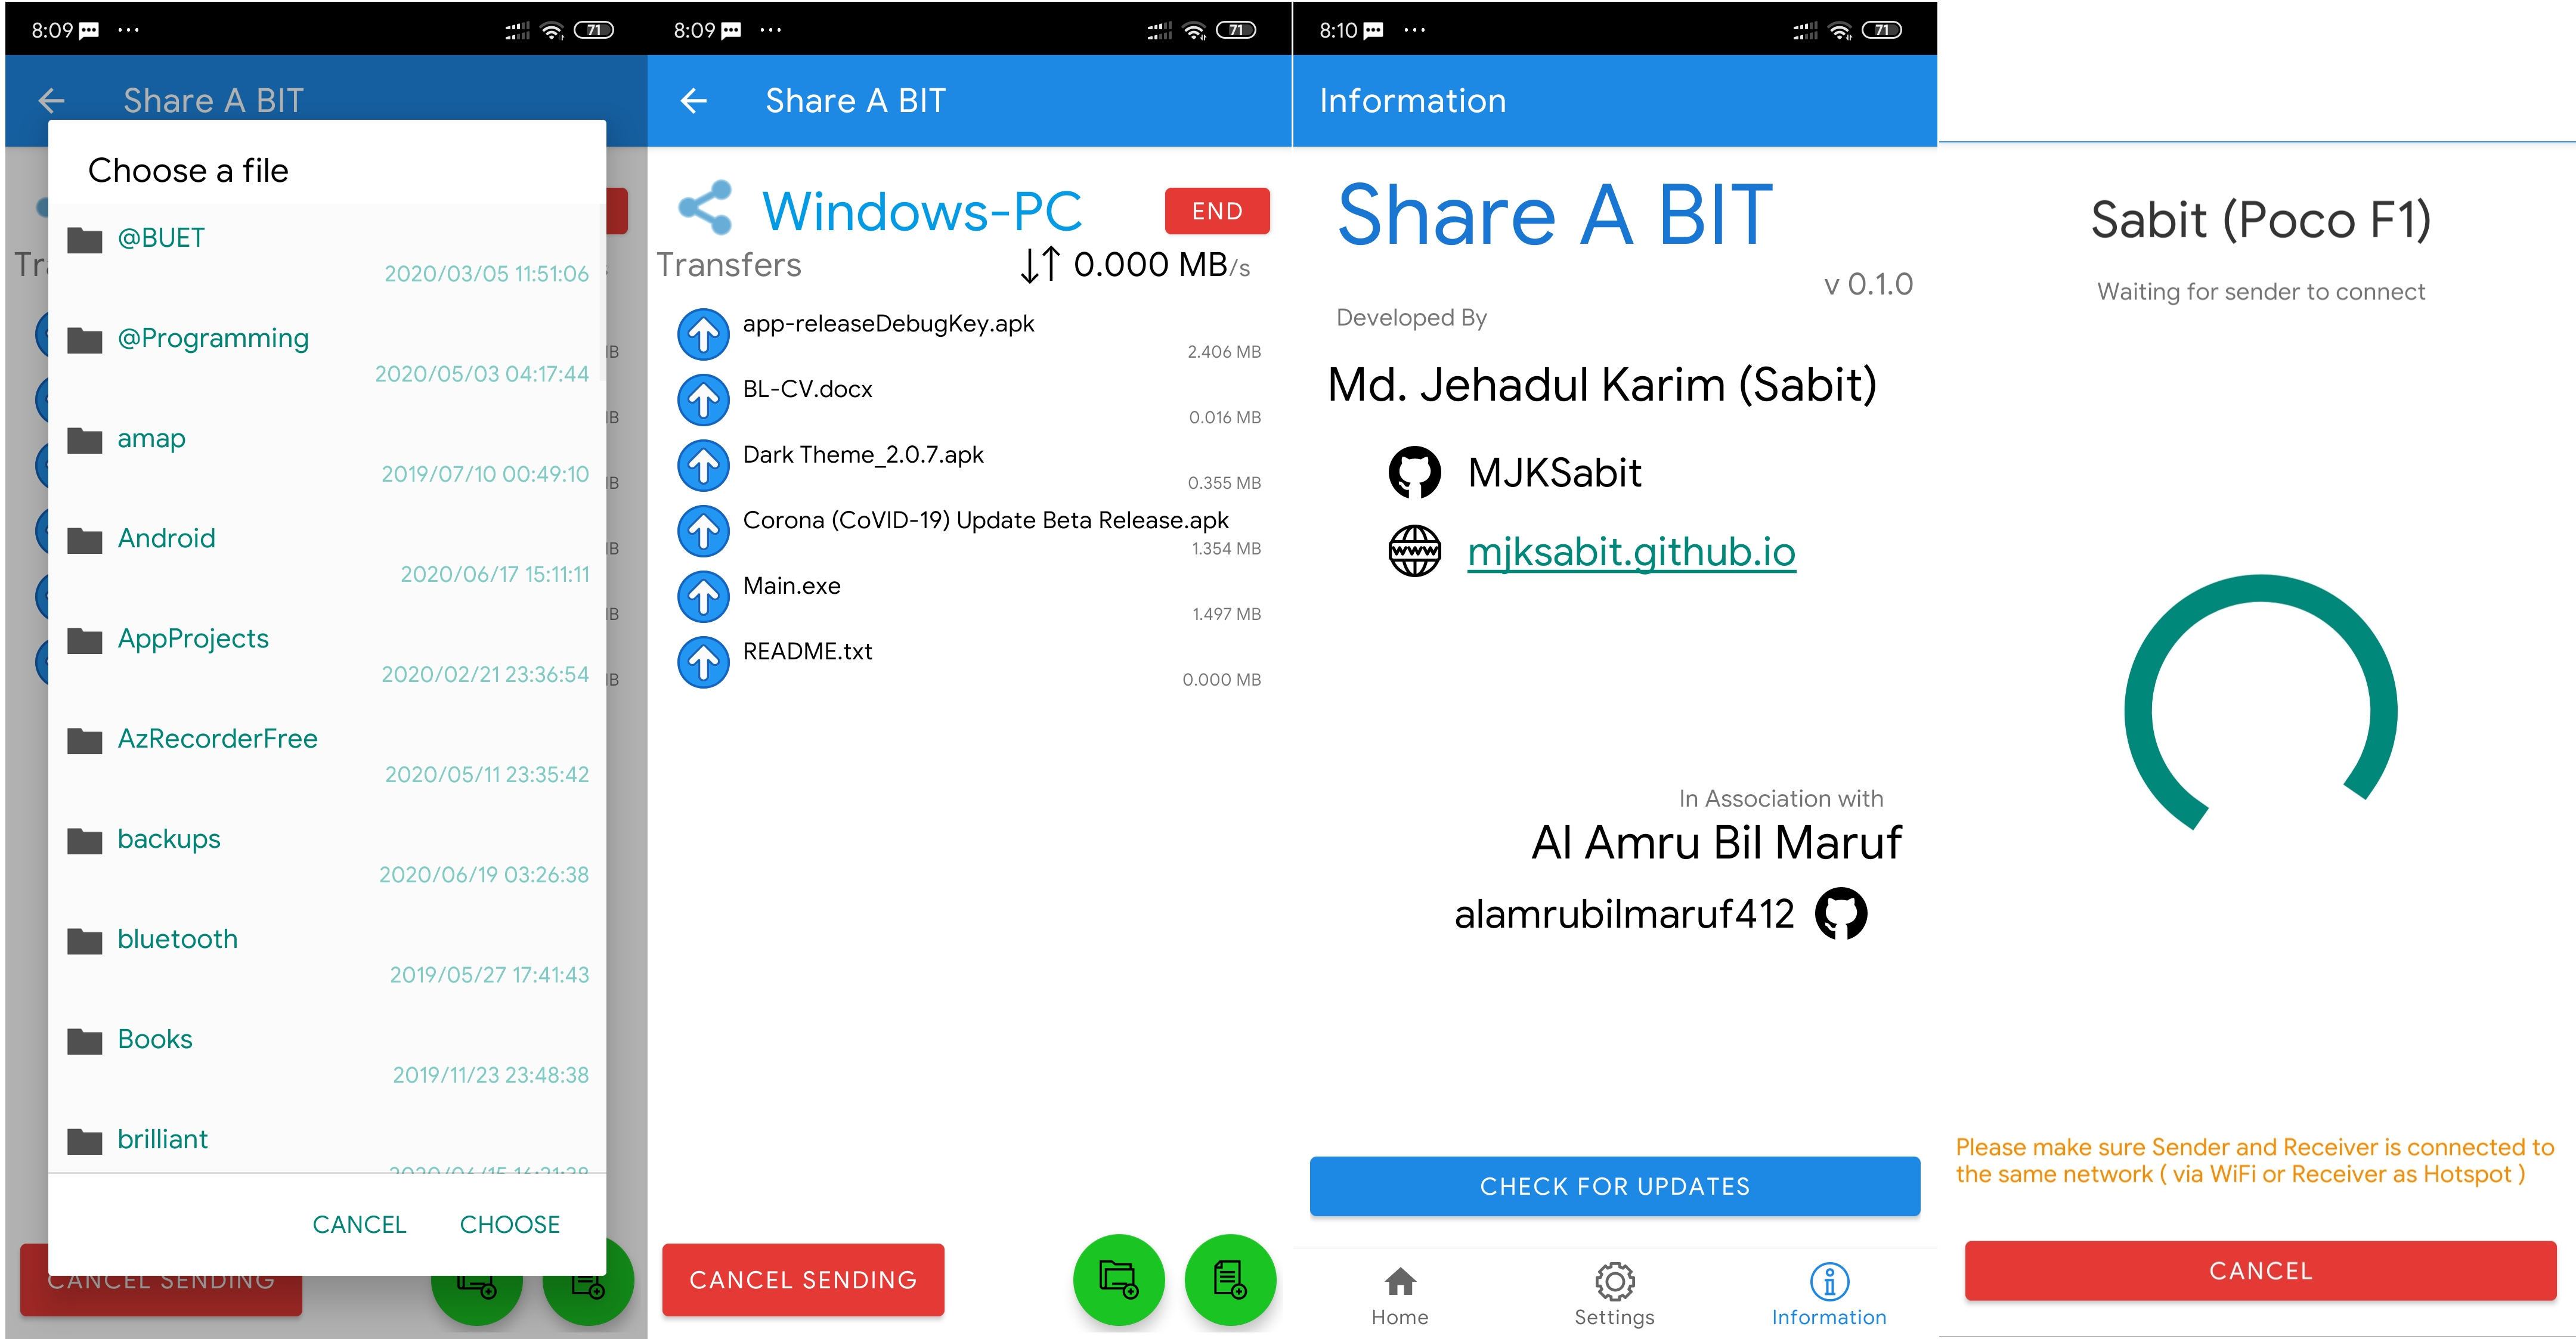 8:09
71
Share A BIT
Choose a file
@BUET
2020/03/05 11:51:06
@Programming
2020/05/03 04:17:44
amap
2019/07/10 00:49:10
Android
2020/06/17 15:11:11
AppProjects
2020/02/21 23:36:54
AzRecorderFree
2020/05/11 23:35:42
backups
2020/06/19 03:26:38
bluetooth
2019/05/27 17:41:43
Books
2019/11/23 23:48:38
brilliant
CANCEL CHOOSE
CANCEL SENDING
8:09
71
Share A BIT
Windows-PC
END
Transfers
0.000 MB/s
app-releaseDebugKey.apk
2.406 MB
BL-CV.docx
0.016 MB
Dark Theme_2.0.7.apk
0.355 MB
Corona (CoVID-19) Update Beta Release.apk
1.354 MB
Main.exe
1.497 MB
README.txt
0.000 MB
CANCEL SENDING
8:10
71
Information
Share A BIT
v 0.1.0
Developed By
Md. Jehadul Karim (Sabit)
MJKSabit
www
mjksabit.github.io
In Association with
Al Amru Bil Maruf
alamrubilmaruf412
CHECK FOR UPDATES
Home Settings Information
Sabit (Poco F1)
Waiting for sender to connect
Please make sure Sender and Receiver is connected to
the same network ( via WiFi or Receiver as Hotspot )
CANCEL